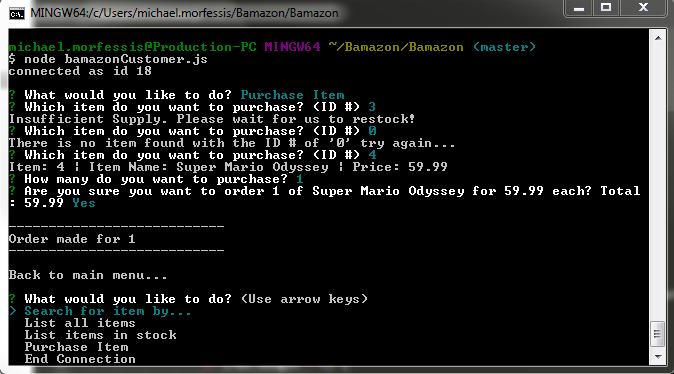 MINGW64:/c/Users/michael.morfessis/Bamazon/Bamazon
michael.morfessis@Production-PC MINGW64 ~/Bamazon/Bamazon (master)
$ node bamazonCustomer.js
connected as id 18
? What would you like to do? Purchase Item
? Which item do you want to purchase? (ID #) 3
Insufficient Supply. Please wait for us to restock!
? Which item do you want to purchase? (ID #) 0
There is no item found with the ID # of '0' try again...
? Which item do you want to purchase? (ID #) 4
Item: 4 | Item Name: Super Mario Odyssey | Price: 59.99
? How many do you want to purchase? 1
? Are you sure you want to order 1 of Super Mario Odyssey for 59.99 each? Total
: 59.99 Yes
---------------------------
Order made for 1
---------------------------
Back to main menu...
? What would you like to do? (Use arrow keys)
> Search for item by...
List all items
List items in stock
Purchase Item
End Connection